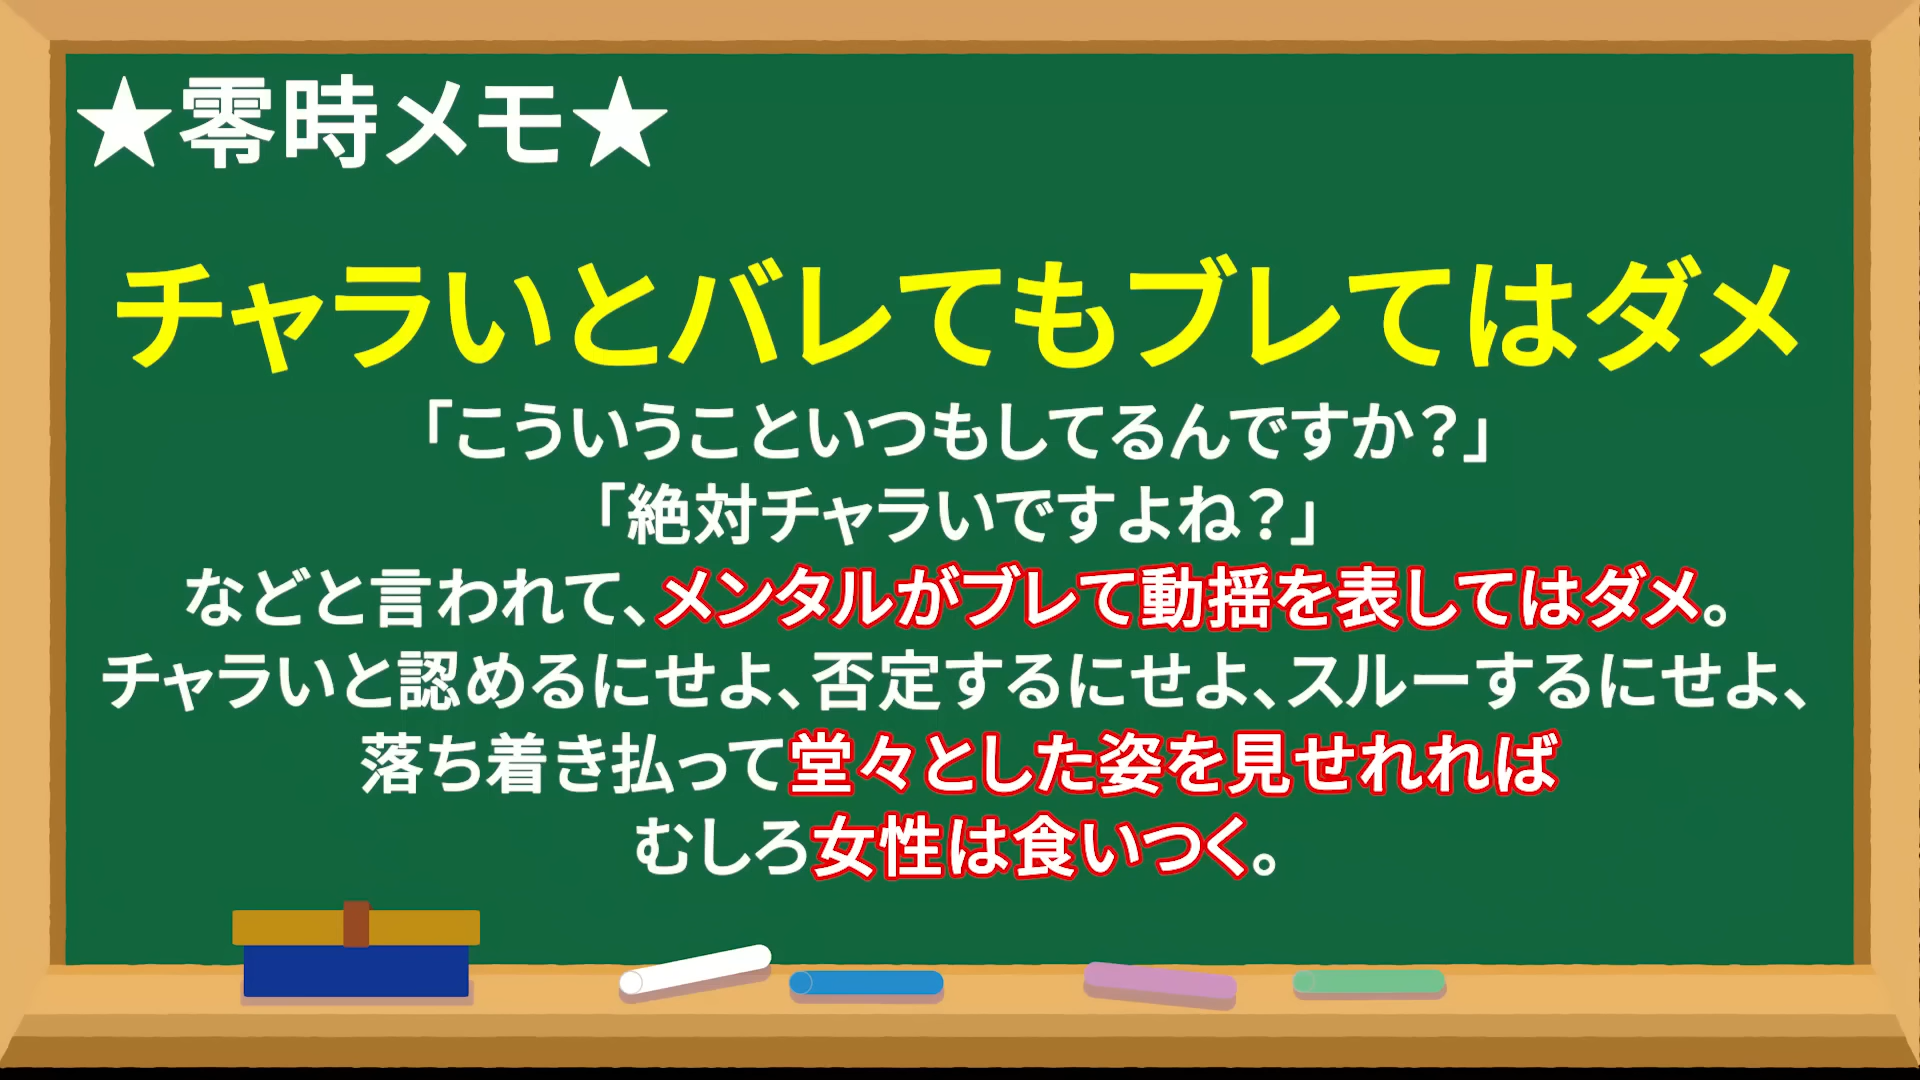 ★零時メモ★
チャラいとバレてもブレてはダメ
「こういうこといつもしてるんですか？」
「絶対チャラいですよね？」
などと言われて、メンタルがブレて動揺を表してはダメ。
チャラいと認めるにせよ、否定するにせよ、スルーするにせよ、
落ち着き払って堂々とした姿を見せれれば
むしろ女性は食いつく。